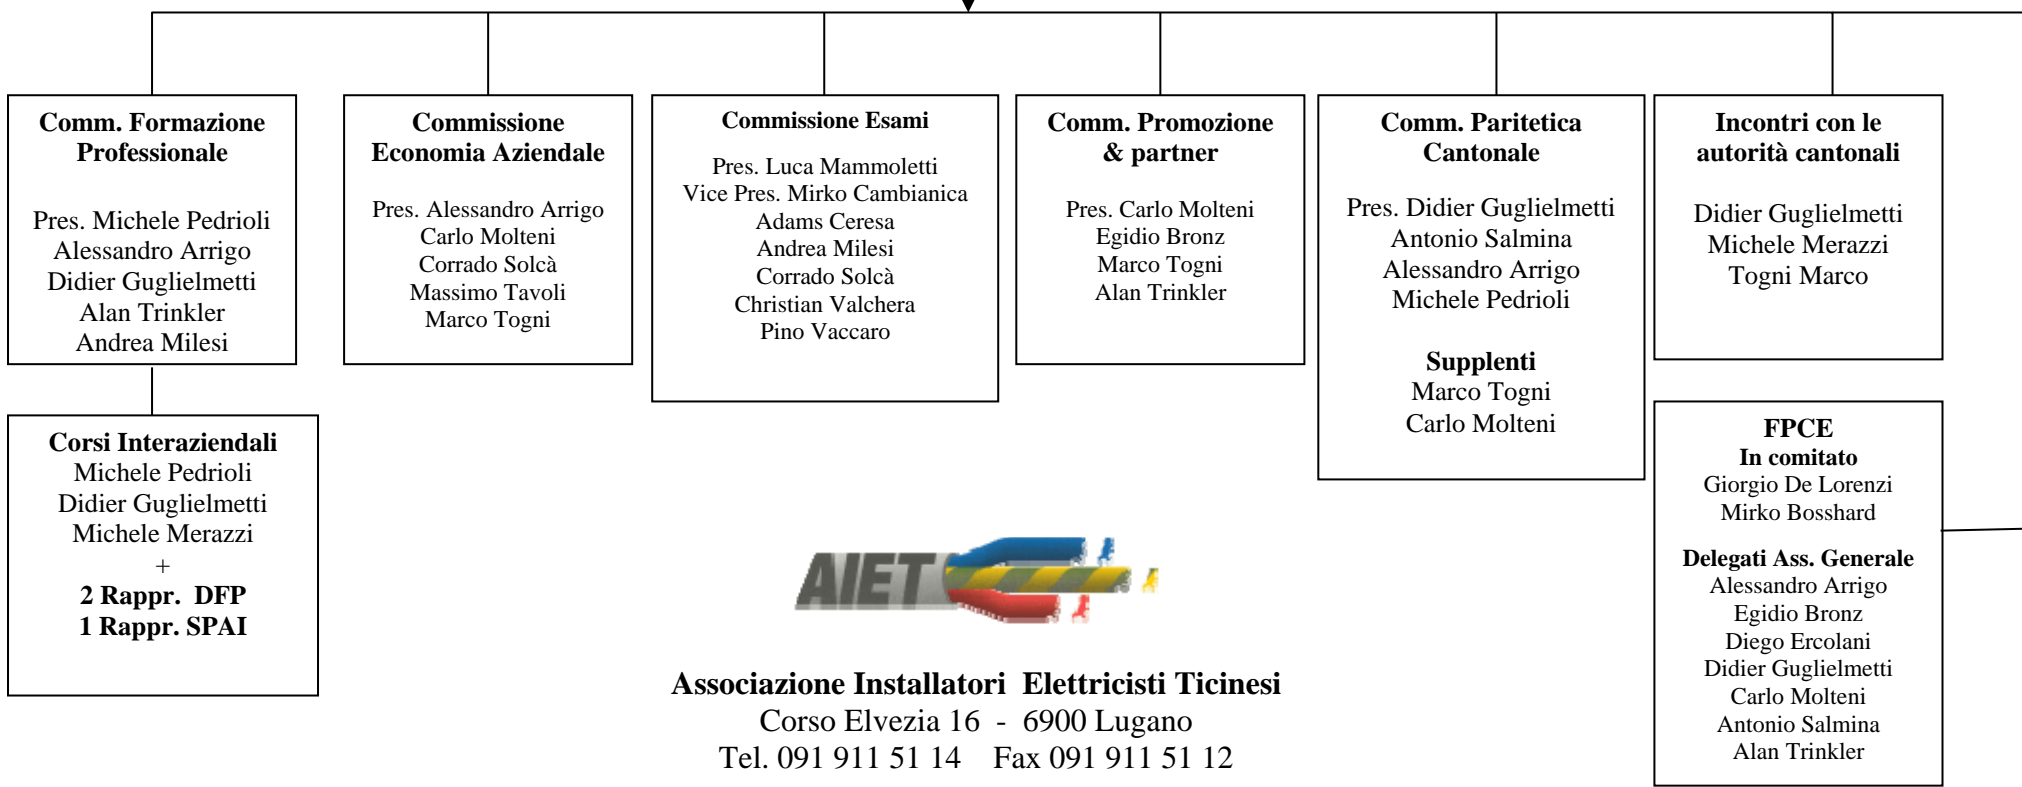 Comm. Formazione
Professionale
Pres. Michele Pedrioli
Alessandro Arrigo
Didier Guglielmetti
Alan Trinkler
Andrea Milesi
Commissione
Economia Aziendale
Pres. Alessandro Arrigo
Carlo Molteni
Corrado Solcà
Massimo Tavoli
Marco Togni
Commissione Esami
Pres. Luca Mammoletti
Vice Pres. Mirko Cambianica
Adams Ceresa
Andrea Milesi
Corrado Solcà
Christian Valchera
Pino Vaccaro
Comm. Promozione
& partner
Pres. Carlo Molteni
Egidio Bronz
Marco Togni
Alan Trinkler
Comm. Paritetica
Cantonale
Pres. Didier Guglielmetti
Antonio Salmina
Alessandro Arrigo
Michele Pedrioli
Supplenti
Marco Togni
Carlo Molteni
Incontri con le
autorità cantonali
Didier Guglielmetti
Michele Merazzi
Togni Marco
Corsi Interaziendali
Michele Pedrioli
Didier Guglielmetti
Michele Merazzi
+
2 Rappr. DFP
1 Rappr. SPAI
FPCE
In comitato
Giorgio De Lorenzi
Mirko Bosshard
Delegati Ass. Generale
Alessandro Arrigo
Egidio Bronz
Diego Ercolani
Didier Guglielmetti
Carlo Molteni
Antonio Salmina
Alan Trinkler
AIET
Associazione Installatori Elettricisti Ticinesi
Corso Elvezia 16 - 6900 Lugano
Tel. 091 911 51 14 Fax 091 911 51 12